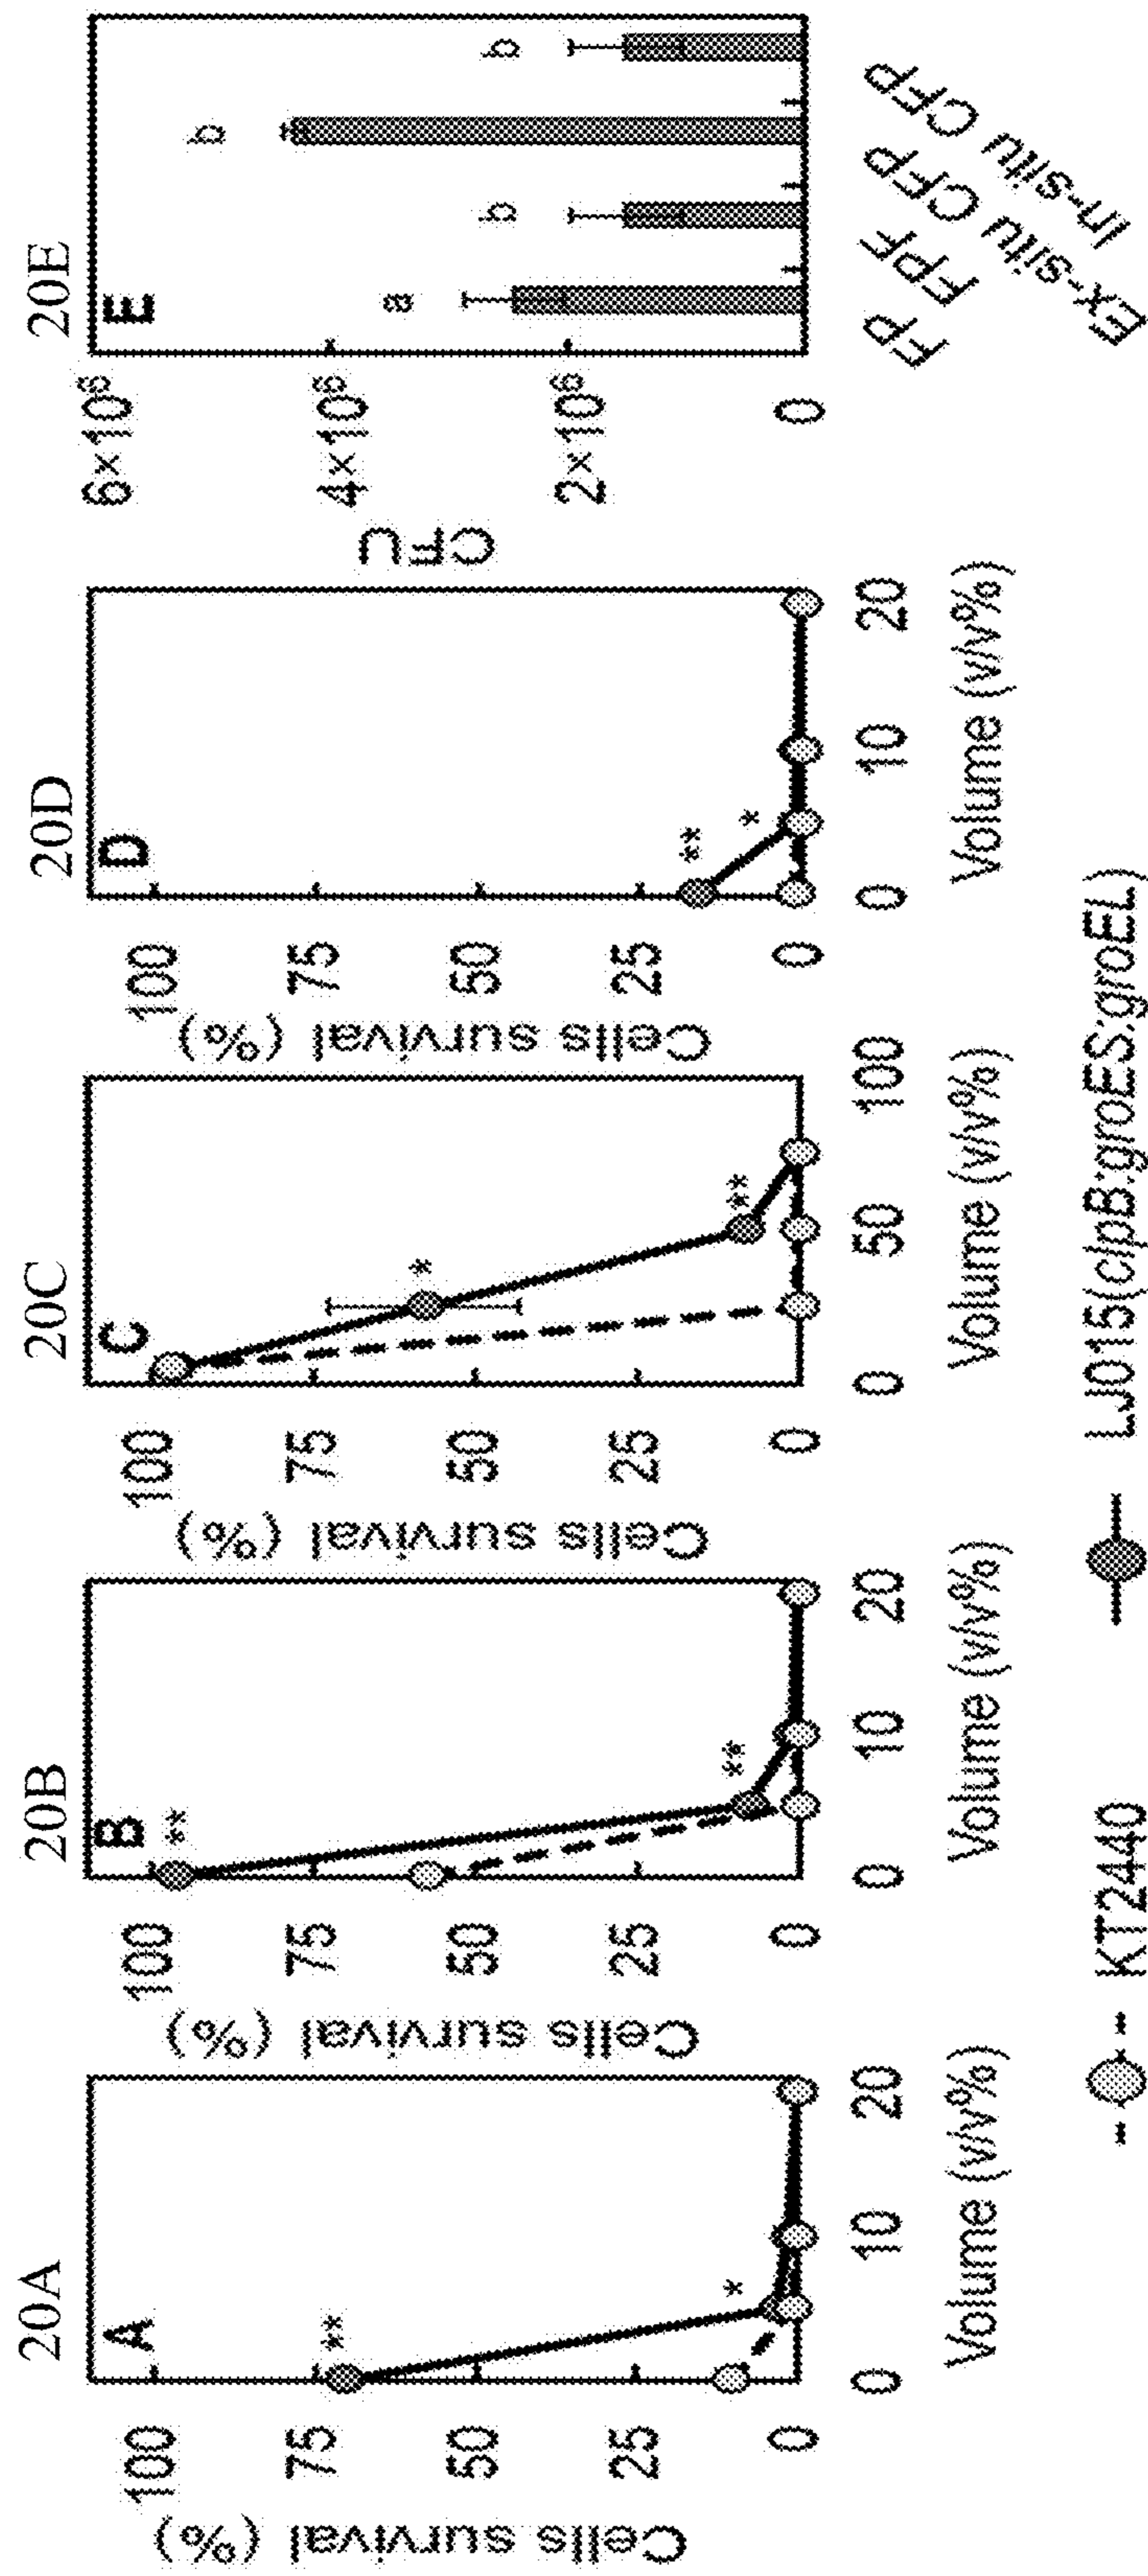 20A
A
**
*
Cells survival (%)
100
75
50
25
0
0
10
20
Volume (v/v%)
20B
B
**
**
Cells survival (%)
100
75
50
25
0
0
10
20
Volume (v/v%)
20C
C
*
**
Cells survival (%)
100
75
50
25
0
0
50
100
Volume (v/v%)
20D
D
**
*
Cells survival (%)
100
75
50
25
0
0
10
20
Volume (v/v%)
20E
E
CFU
6×10⁶
4×10⁶
2×10⁶
0
a
b
b
b
FP
FPF
Ex-situ CFP
In-situ CFP
KT2440
LJ015(clpB:groES:groEL)